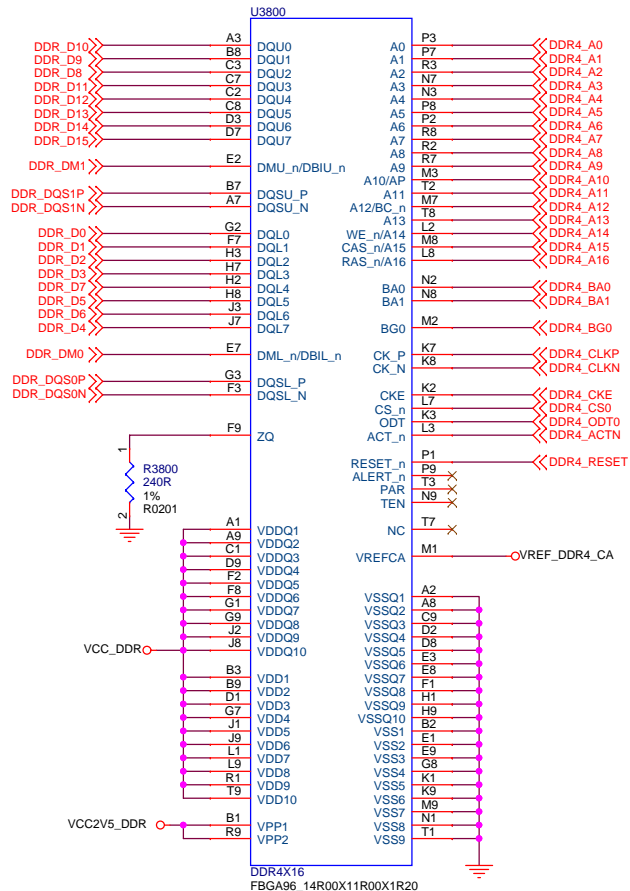 U3800
DDR_D10 A3 DQU0 A0 P3 DDR4_A0
DDR_D9 B8 DQU1 A1 P7 DDR4_A1
DDR_D8 C3 DQU2 A2 R3 DDR4_A2
DDR_D11 C7 DQU3 A3 N7 DDR4_A3
DDR_D12 C2 DQU4 A4 N3 DDR4_A4
DDR_D13 C8 DQU5 A5 P8 DDR4_A5
DDR_D14 D3 DQU6 A6 P2 DDR4_A6
DDR_D15 D7 DQU7 A7 R8 DDR4_A7
A8 R2 DDR4_A8
DDR_DM1 E2 DMU_n/DBIU_n A9 R7 DDR4_A9
A10/AP M3 DDR4_A10
DDR_DQS1P B7 DQSU_P A11 T2 DDR4_A11
DDR_DQS1N A7 DQSU_N A12/BC_n M7 DDR4_A12
A13 T8 DDR4_A13
DDR_D0 G2 DQL0 WE_n/A14 L2 DDR4_A14
DDR_D1 F7 DQL1 CAS_n/A15 M8 DDR4_A15
DDR_D2 H3 DQL2 RAS_n/A16 L8 DDR4_A16
DDR_D3 H7 DQL3
DDR_D7 H2 DQL4 BA0 N2 DDR4_BA0
DDR_D5 H8 DQL5 BA1 N8 DDR4_BA1
DDR_D6 J3 DQL6
DDR_D4 J7 DQL7 BG0 M2 DDR4_BG0
DDR_DM0 E7 DML_n/DBIL_n CK_P K7 DDR4_CLKP
CK_N K8 DDR4_CLKN
DDR_DQS0P G3 DQSL_P
DDR_DQS0N F3 DQSL_N CKE K2 DDR4_CKE
CS_n L7 DDR4_CS0
ODT K3 DDR4_ODT0
F9 ZQ ACT_n L3 DDR4_ACTN
1 RESET_n P1 DDR4_RESET
R3800 ALERT_n P9
240R PAR T3
1% TEN N9
R0201
2 NC T7
A1 VDDQ1
A9 VDDQ2
C1 VDDQ3 VREFCA M1 VREF_DDR4_CA
D9 VDDQ4
F2 VDDQ5
F8 VDDQ6 VSSQ1 A2
G1 VDDQ7 VSSQ2 A8
G9 VDDQ8 VSSQ3 C9
J2 VDDQ9 VSSQ4 D2
VCC_DDR J8 VDDQ10 VSSQ5 D8
VSSQ6 E3
B3 VDD1 VSSQ7 E8
B9 VDD2 VSSQ8 F1
D1 VDD3 VSSQ9 H1
G7 VDD4 VSSQ10 H9
J1 VDD5 VSS1 B2
J9 VDD6 VSS2 E1
L1 VDD7 VSS3 E9
L9 VDD8 VSS4 G8
R1 VDD9 VSS5 K1
T9 VDD10 VSS6 K9
VSS7 M9
VCC2V5_DDR B1 VPP1 VSS8 N1
R9 VPP2 VSS9 T1
DDR4X16
FBGA96_14R00X11R00X1R20